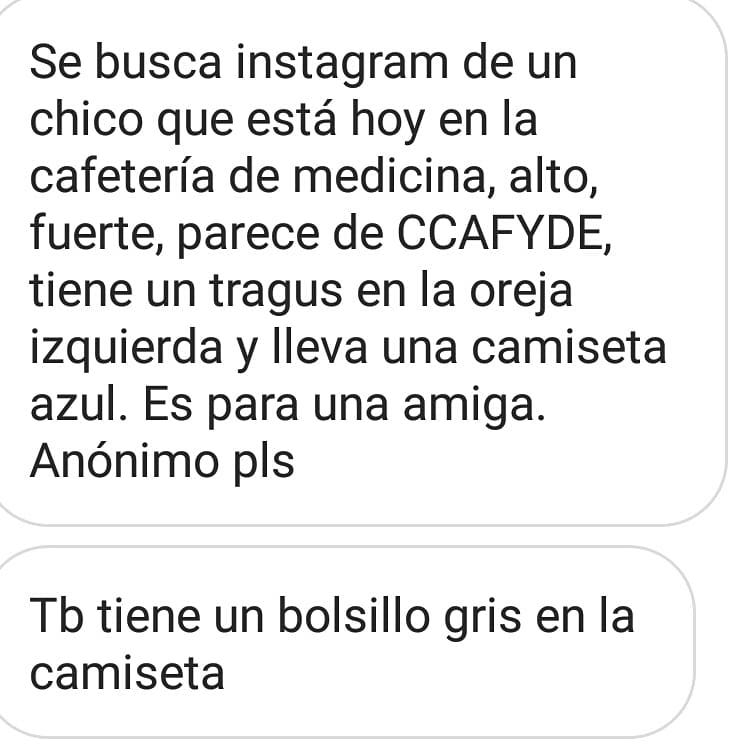 Se busca instagram de un
chico que está hoy en la
cafetería de medicina, alto,
fuerte, parece de CCAFYDE,
tiene un tragus en la oreja
izquierda y lleva una camiseta
azul. Es para una amiga.
Anónimo pls
Tb tiene un bolsillo gris en la
camiseta